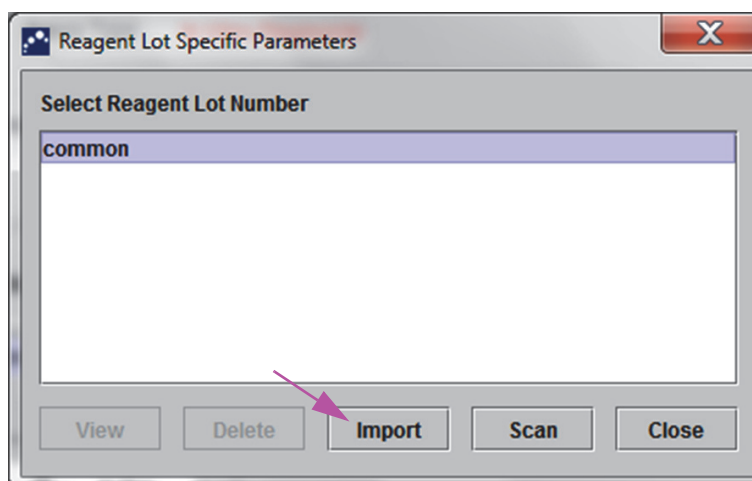 Reagent Lot Specific Parameters
Select Reagent Lot Number
common
View Delete Import Scan Close